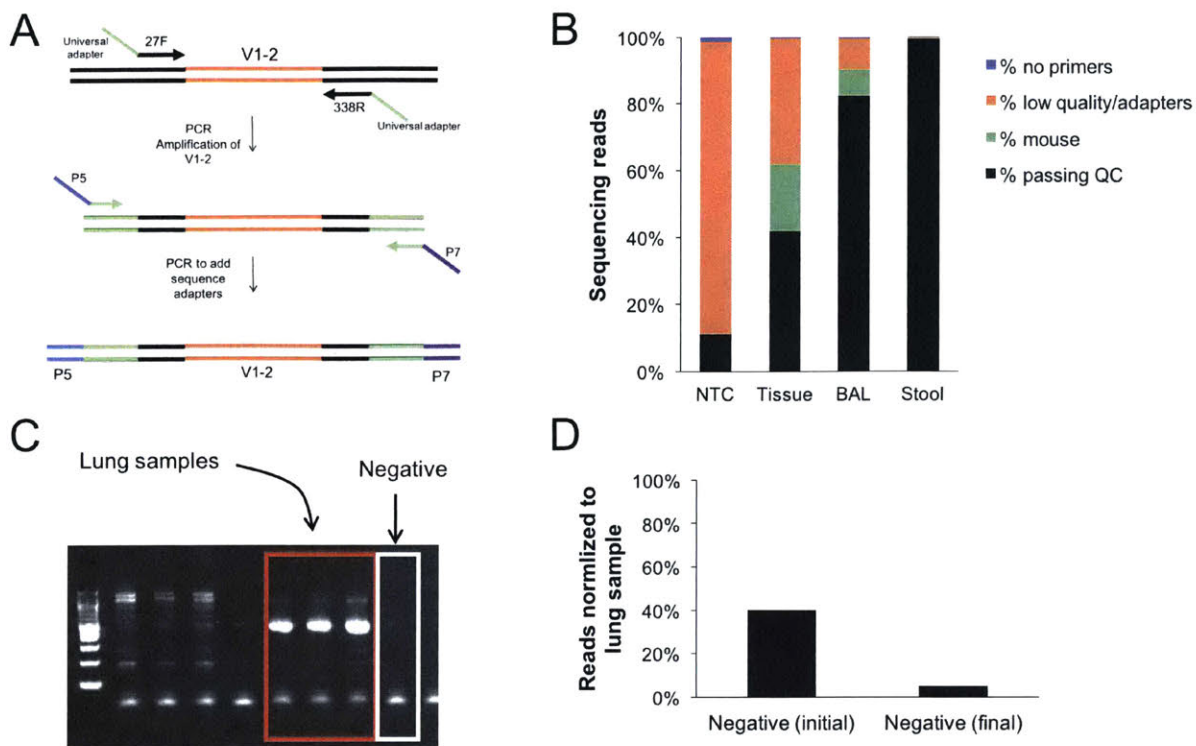 A
Universal
adapter
27F
V1-2
338R
Universal adapter
PCR
Amplification of
V1-2
P5
P7
PCR to add
sequence
adapters
P5
V1-2
P7
B
Sequencing reads
100%
80%
60%
40%
20%
0%
NTC
Tissue
BAL
Stool
% no primers
% low quality/adapters
% mouse
% passing QC
C
Lung samples
Negative
D
Reads normlized to
lung sample
100%
80%
60%
40%
20%
0%
Negative (initial)
Negative (final)